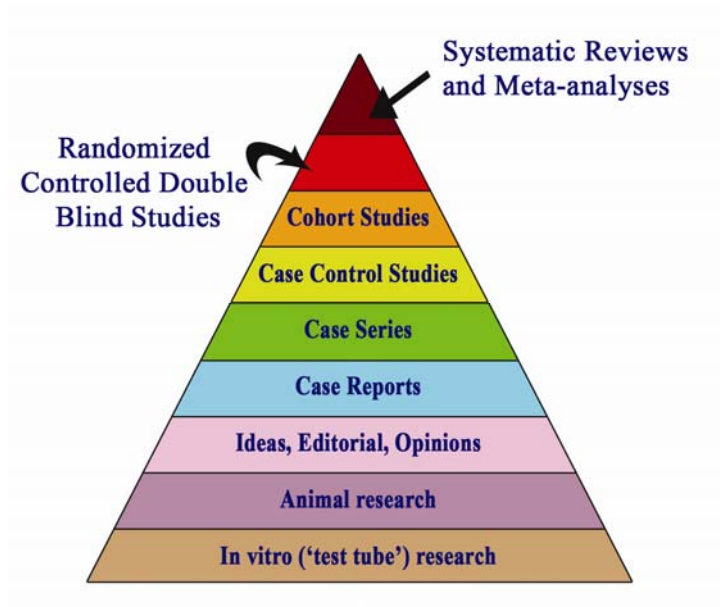 Systematic Reviews
and Meta-analyses
Randomized
Controlled Double
Blind Studies
Cohort Studies
Case Control Studies
Case Series
Case Reports
Ideas, Editorial, Opinions
Animal research
In vitro (‘test tube’) research